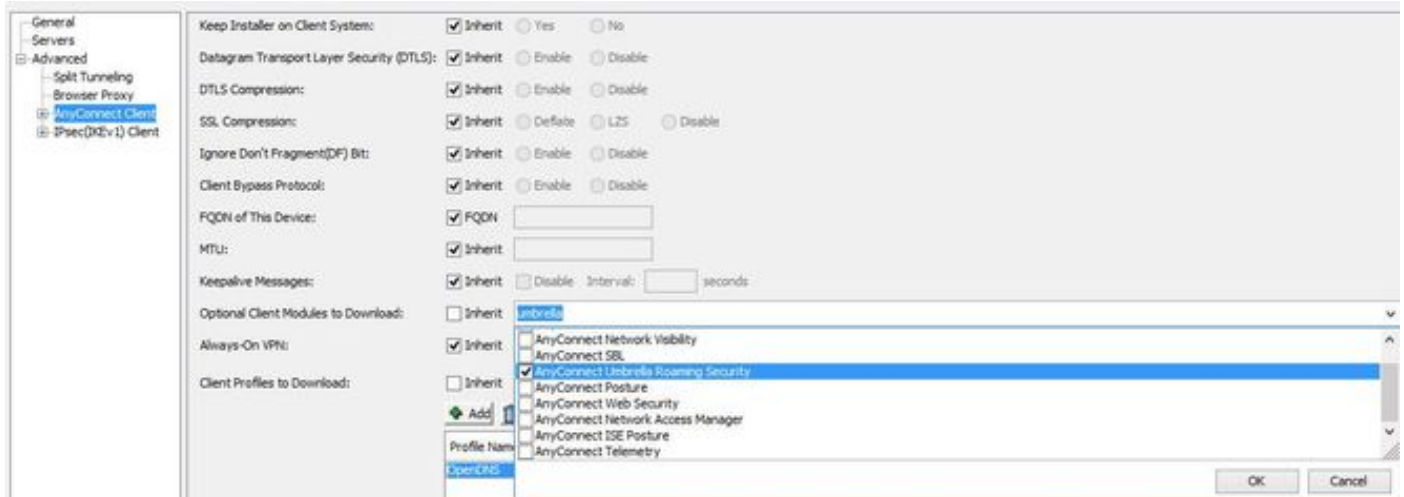 General
Servers
Advanced
Split Tunneling
Browser Proxy
AnyConnect Client
IPsec(IKEv1) Client
Keep Installer on Client System: Inherit Yes No
Datagram Transport Layer Security (DTLS): Inherit Enable Disable
DTLS Compression: Inherit Enable Disable
SSL Compression: Inherit Deflate LZS Disable
Ignore Don't Fragment(DF) Bit: Inherit Enable Disable
Client Bypass Protocol: Inherit Enable Disable
FQDN of This Device: FQDN
MTU: Inherit
Keepalive Messages: Inherit Disable Interval: seconds
Optional Client Modules to Download: Inherit umbrella
Always-On VPN: Inherit
AnyConnect Network Visibility
AnyConnect SBL
AnyConnect Umbrella Roaming Security
Client Profiles to Download: Inherit
AnyConnect Posture
AnyConnect Web Security
AnyConnect Network Access Manager
AnyConnect ISE Posture
AnyConnect Telemetry
Add
Profile Name
OpenDNS
OK Cancel